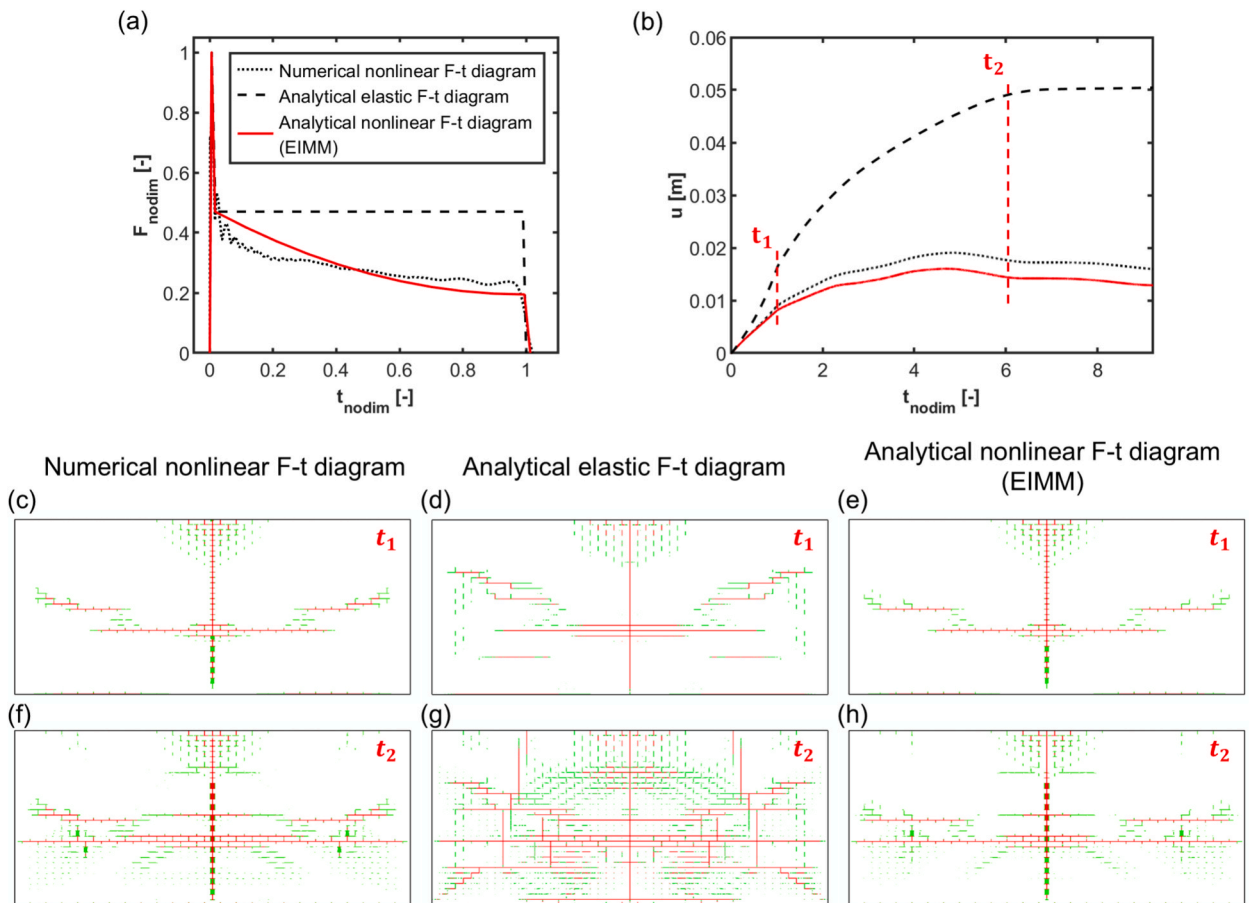 (a)
F_nodim [-]
1
0.8
0.6
0.4
0.2
0
0
0.2
0.4
0.6
0.8
1
t_nodim [-]
Numerical nonlinear F-t diagram
Analytical elastic F-t diagram
Analytical nonlinear F-t diagram
(EIMM)
(b)
u [m]
0.06
0.05
0.04
0.03
0.02
0.01
0
0
2
4
6
8
t_nodim [-]
t₁
t₂
Numerical nonlinear F-t diagram
Analytical elastic F-t diagram
Analytical nonlinear F-t diagram
(EIMM)
(c)
t₁
(d)
t₁
(e)
t₁
(f)
t₂
(g)
t₂
(h)
t₂